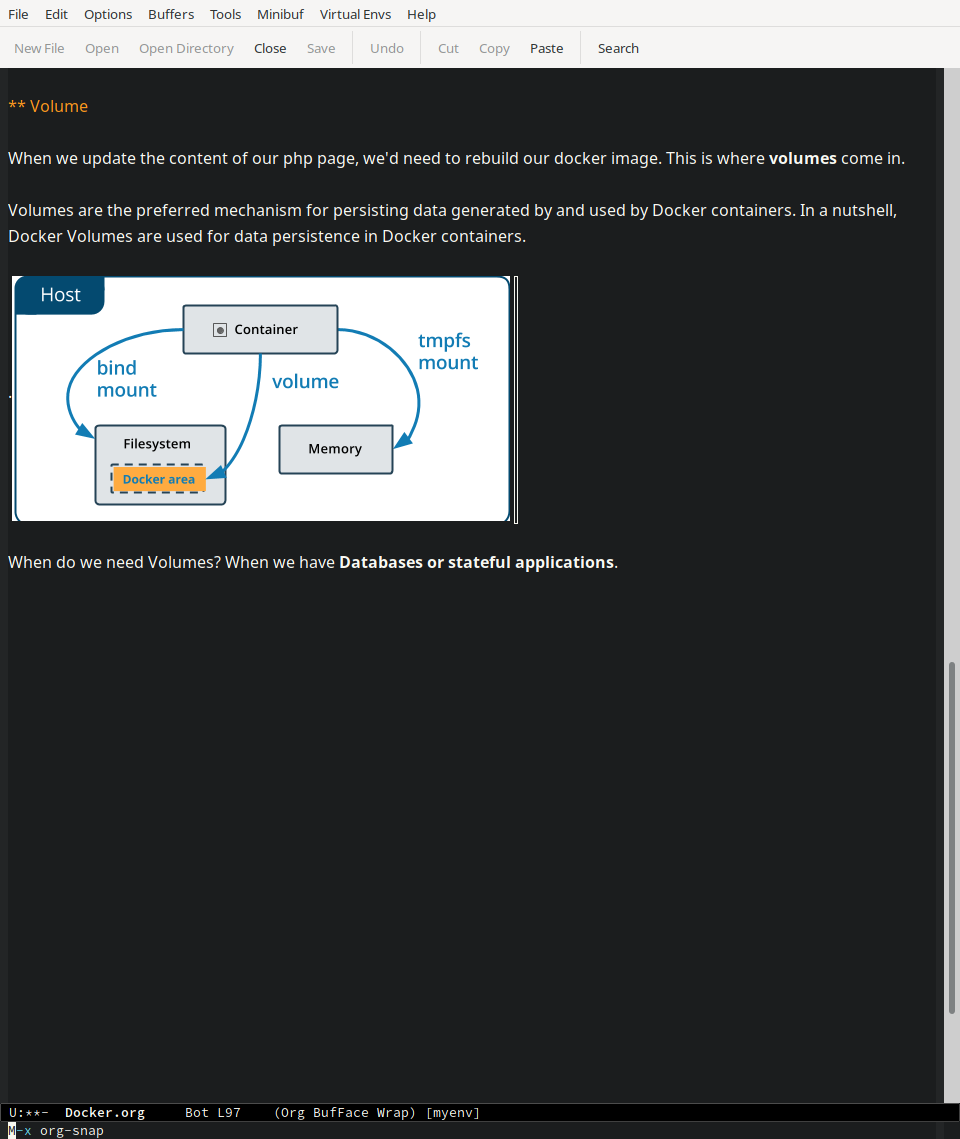 File Edit Options Buffers Tools Minibuf Virtual Envs Help
New File Open Open Directory Close Save Undo Cut Copy Paste Search
** Volume
When we update the content of our php page, we'd need to rebuild our docker image. This is where volumes come in.
Volumes are the preferred mechanism for persisting data generated by and used by Docker containers. In a nutshell,
Docker Volumes are used for data persistence in Docker containers.
Host
Container
bind
mount
volume
tmpfs
mount
Filesystem
Docker area
Memory
When do we need Volumes? When we have Databases or stateful applications.
U:**- Docker.org Bot L97 (Org BufFace Wrap) [myenv]
M-x org-snap